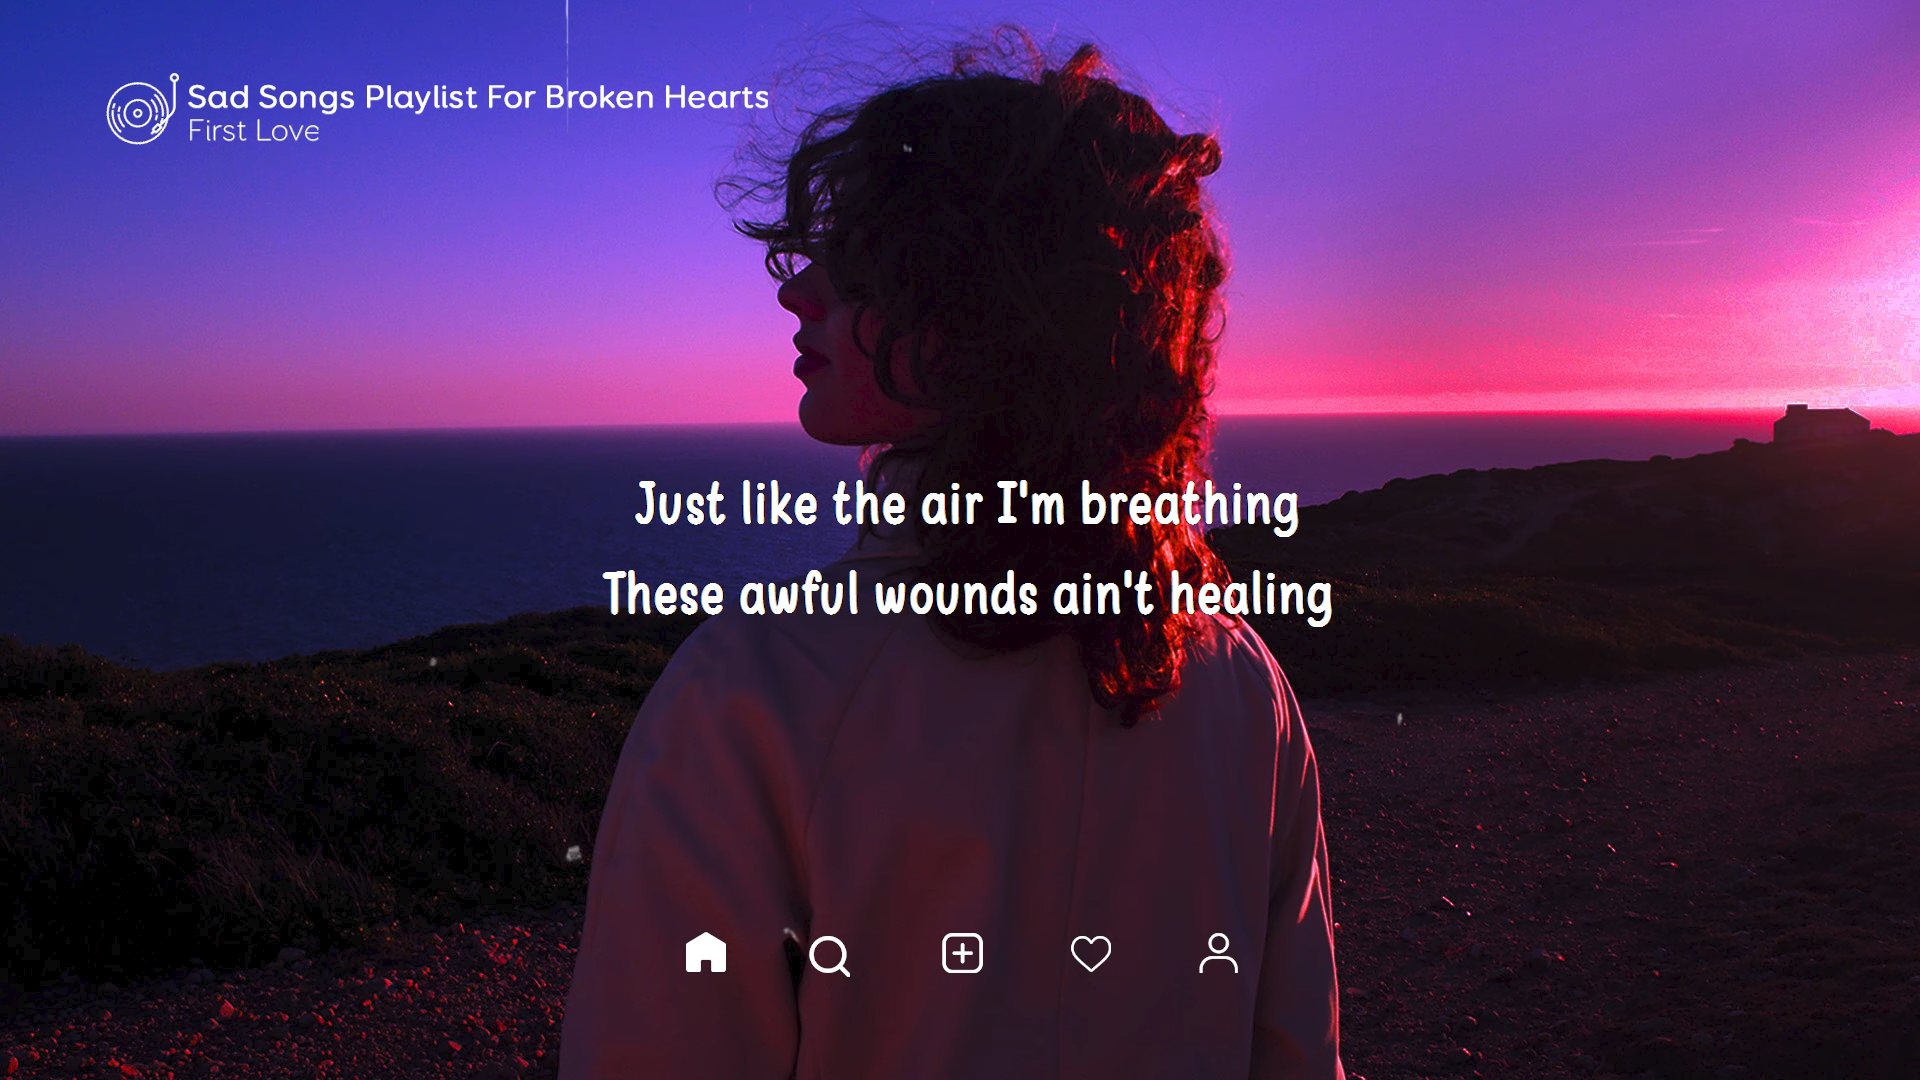 Sad Songs Playlist For Broken Hearts
First Love
Just like the air I'm breathing
These awful wounds ain't healing